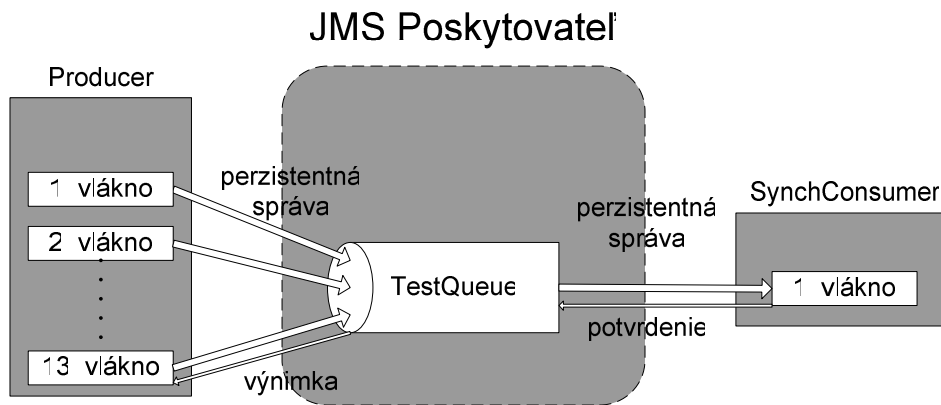 JMS Poskytovateľ
Producer
1 vlákno
2 vlákno
13 vlákno
perzistentná
správa
výnimka
TestQueue
perzistentná
správa
potvrdenie
SynchConsumer
1 vlákno